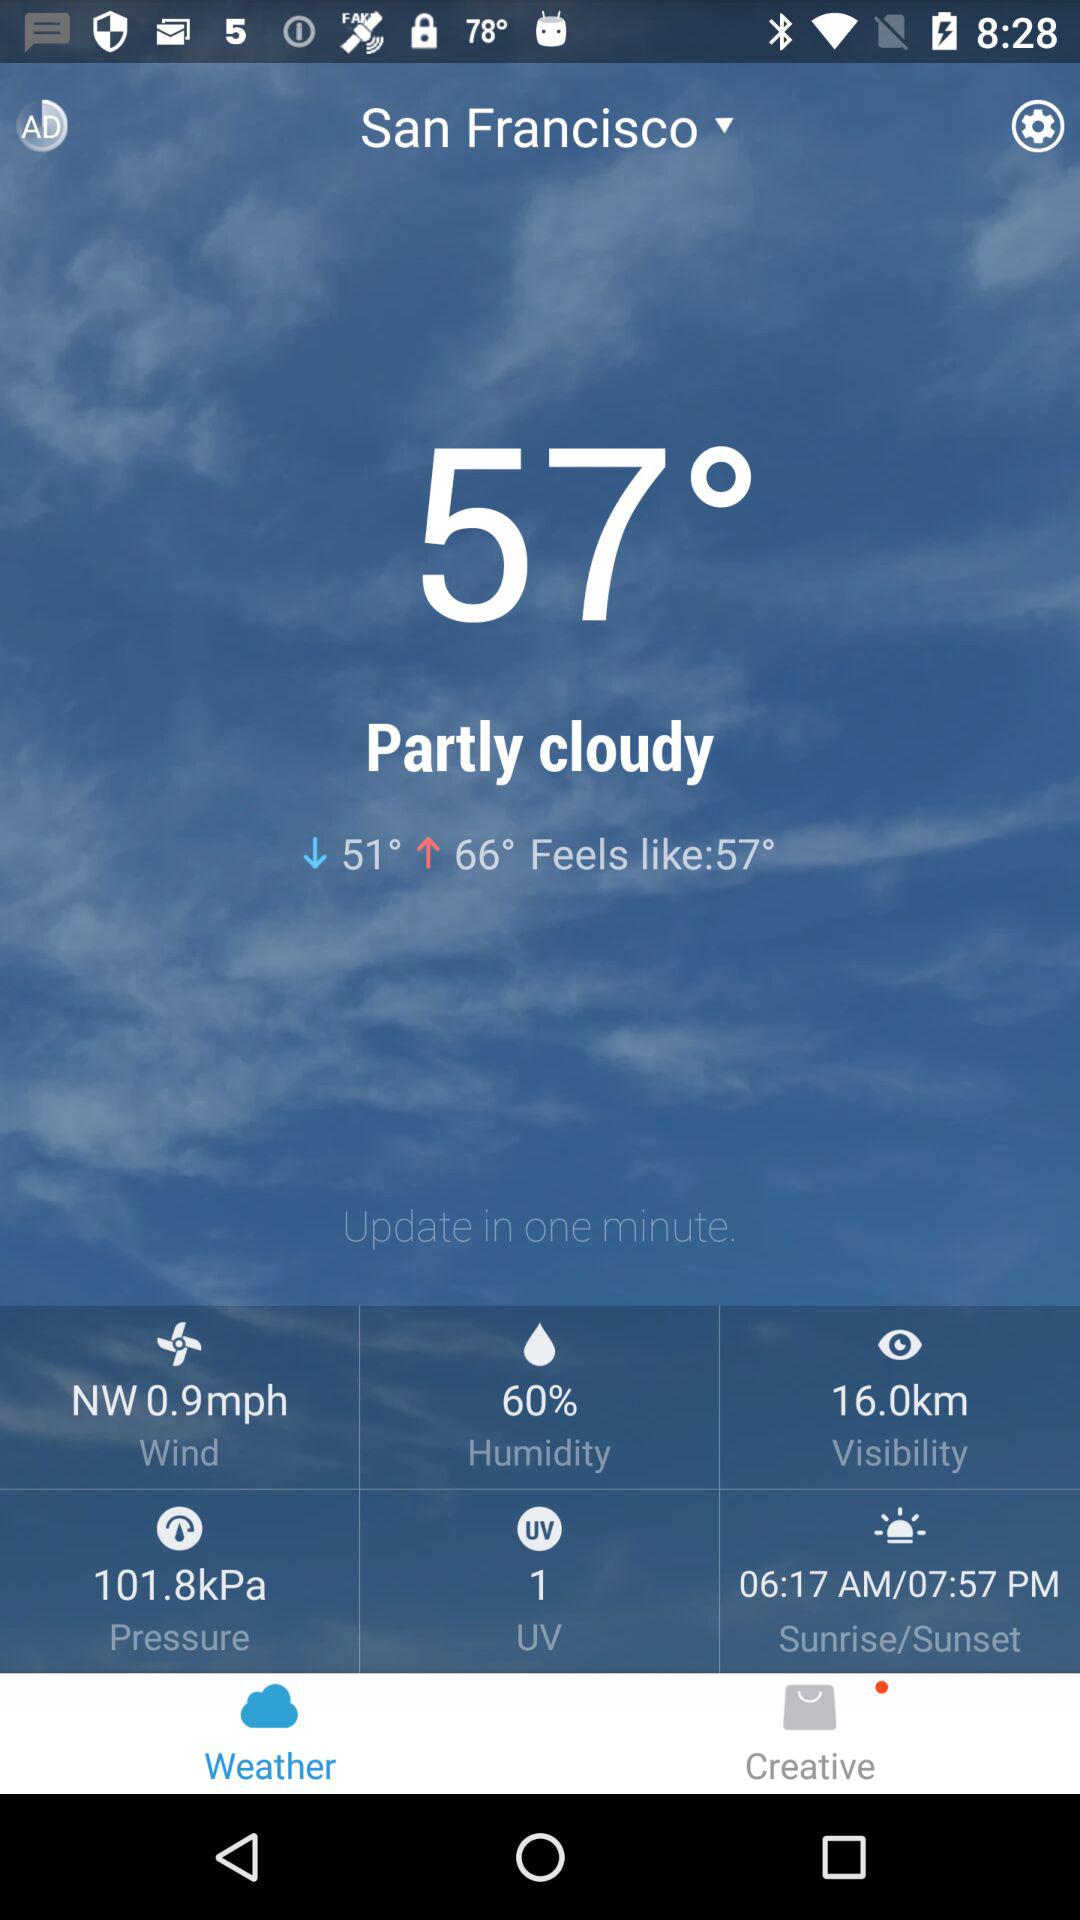 5 FAKE 78° 8:28
AD San Francisco
57°
Partly cloudy
51° 66° Feels like:57°
Update in one minute.
NW 0.9mph 60% 16.0km
Wind Humidity Visibility
UV
101.8kPa 1 06:17 AM/07:57 PM
Pressure UV Sunrise/Sunset
Weather Creative